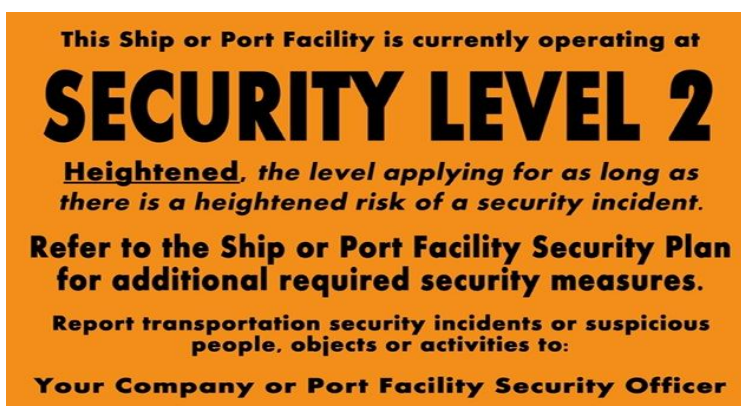 This Ship or Port Facility is currently operating at
SECURITY LEVEL 2
Heightened, the level applying for as long as
there is a heightened risk of a security incident.
Refer to the Ship or Port Facility Security Plan
for additional required security measures.
Report transportation security incidents or suspicious
people, objects or activities to:
Your Company or Port Facility Security Officer